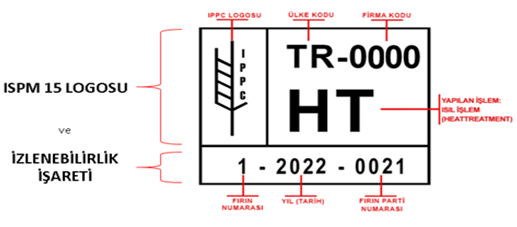 IPPC LOGOSU
ÜLKE KODU
FİRMA KODU
ISPM 15 LOGOSU
ve
İZLENEBİLİRLİK
İŞARETİ
IPPC
TR-0000
HT
YAPILAN İŞLEM:
ISIL İŞLEM
(HEATTREATMENT)
1 - 2022 - 0021
FIRIN
NUMARASI
YIL (TARİH)
FIRIN PARTİ
NUMARASI